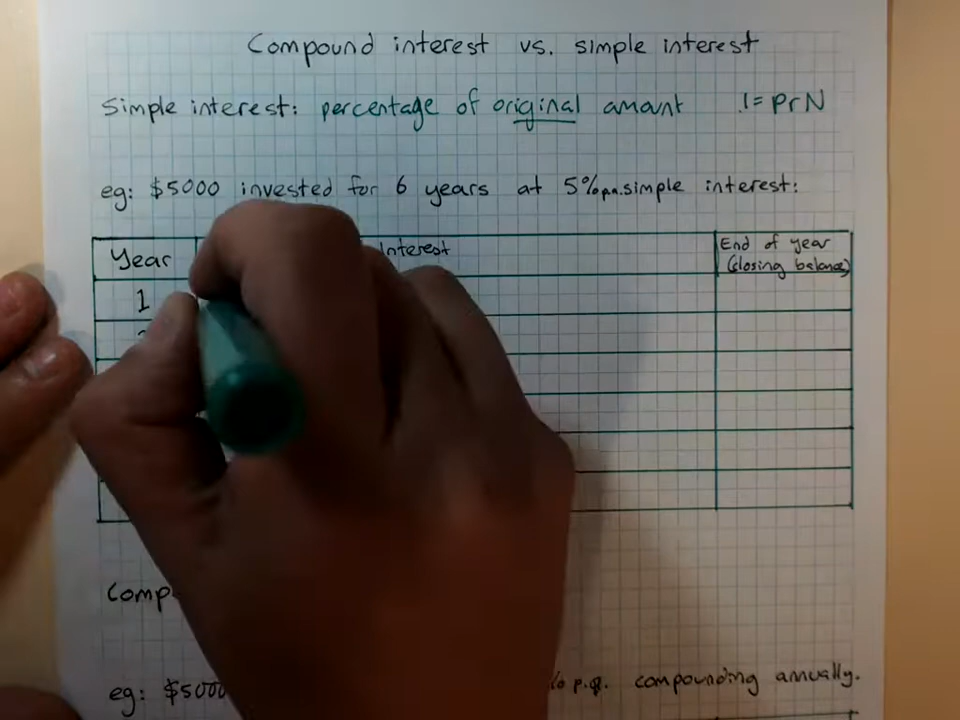 Compound interest vs. simple interest
Simple interest: percentage of original amount I = PrN
eg: $5000 invested for 6 years at 5% p.a. simple interest:
Year Interest End of year
(closing balance)
1
Comp
eg: $5000 % p.a. compounding annually.